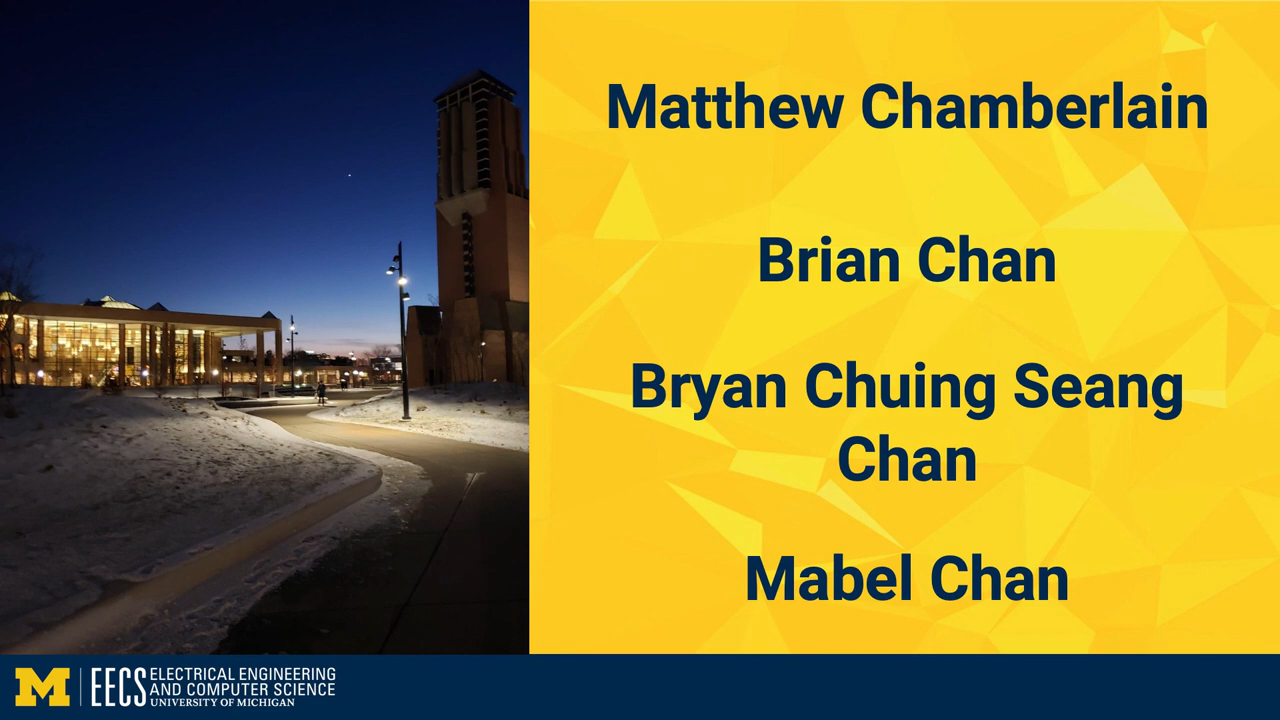 Matthew Chamberlain
Brian Chan
Bryan Chuing Seang
Chan
Mabel Chan
M
EECS
ELECTRICAL ENGINEERING
AND COMPUTER SCIENCE
UNIVERSITY OF MICHIGAN